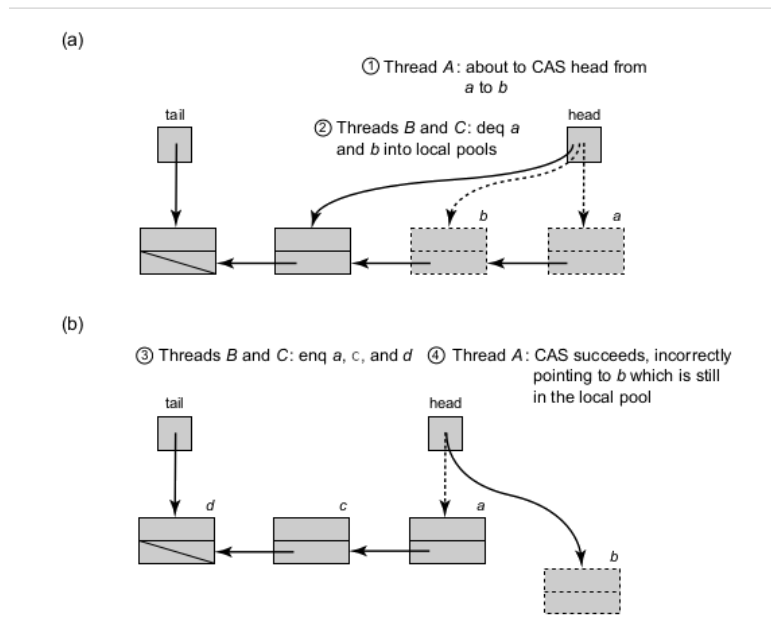 (a)
① Thread A: about to CAS head from
a to b
tail
head
② Threads B and C: deq a
and b into local pools
b
a
(b)
③ Threads B and C: enq a, c, and d
④ Thread A: CAS succeeds, incorrectly
pointing to b which is still
in the local pool
tail
head
d
c
a
b